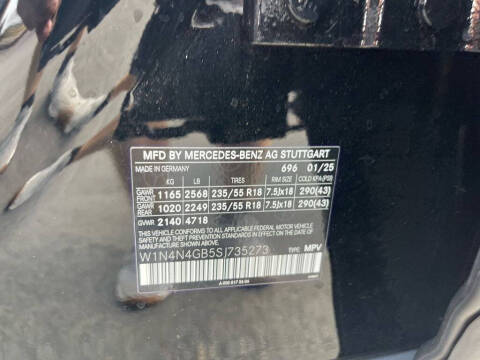 MFD BY MERCEDES-BENZ AG STUTTGART
MADE IN GERMANY 696 01/25
KG LB TIRES RIM SIZE COLD KPA(PSI)
GAWR FRONT 1165 2568 235/55 R18 7.5Jx18 290(43)
GAWR REAR 1020 2249 235/55 R18 7.5Jx18 290(43)
GVWR 2140 4718
THIS VEHICLE CONFORMS TO ALL APPLICABLE FEDERAL MOTOR VEHICLE
SAFETY, BUMPER, AND THEFT PREVENTION STANDARDS IN EFFECT ON THE
DATE OF MANUFACTURE SHOWN ABOVE.
W1N4N4GB5SJ735273 TYPE: MPV